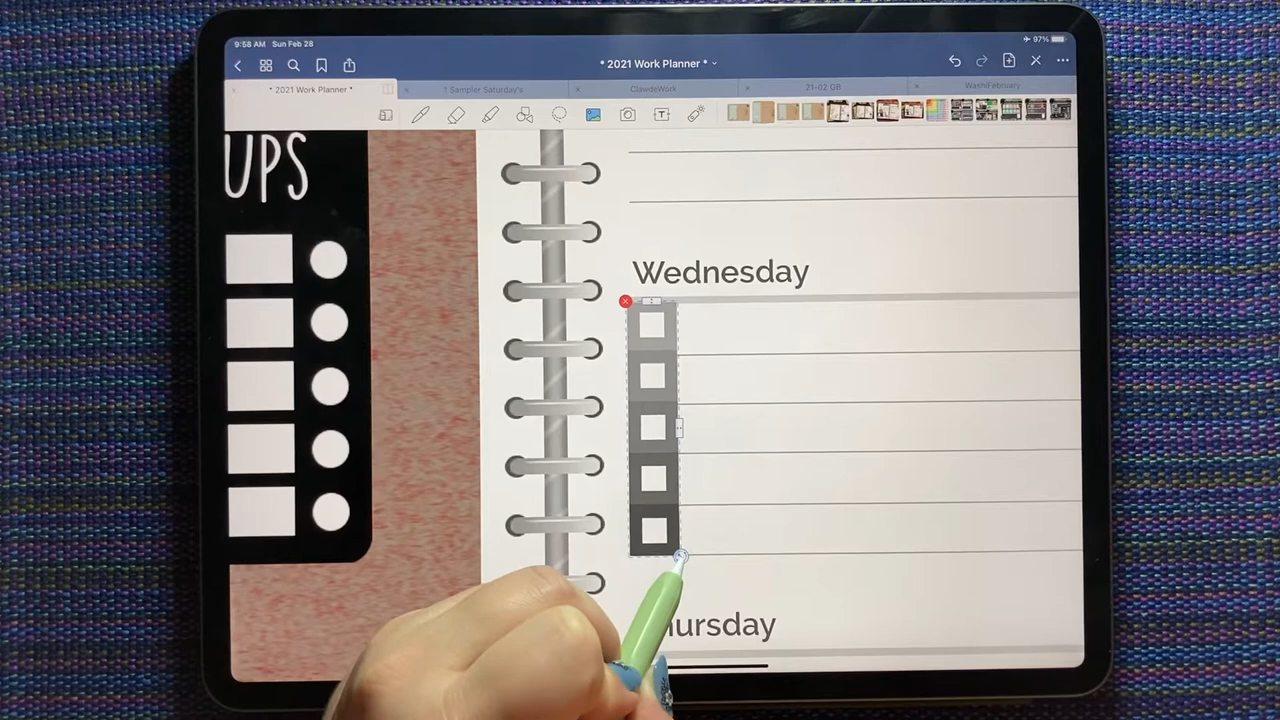 9:58 AM Sun Feb 28
97%
* 2021 Work Planner *
* 2021 Work Planner *
1 Sampler Saturday's
ClawdeWork
21-02 GB
WashiFebruary
T
UPS
Wednesday
hursday